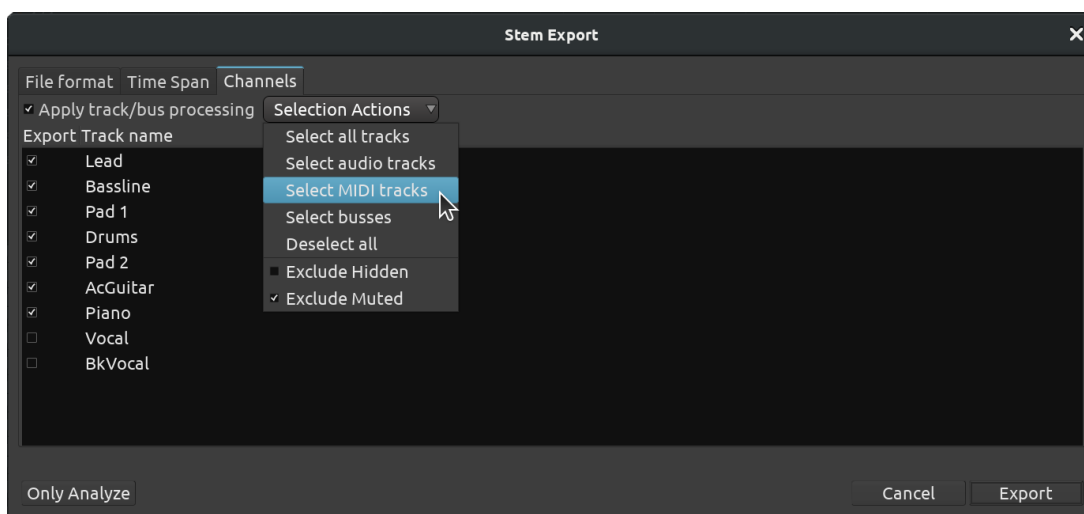 Stem Export
File format Time Span Channels
Apply track/bus processing Selection Actions
Export Track name
Select all tracks
Select audio tracks
Select MIDI tracks
Select busses
Deselect all
Exclude Hidden
Exclude Muted
Lead
Bassline
Pad 1
Drums
Pad 2
AcGuitar
Piano
Vocal
BkVocal
Only Analyze Cancel Export